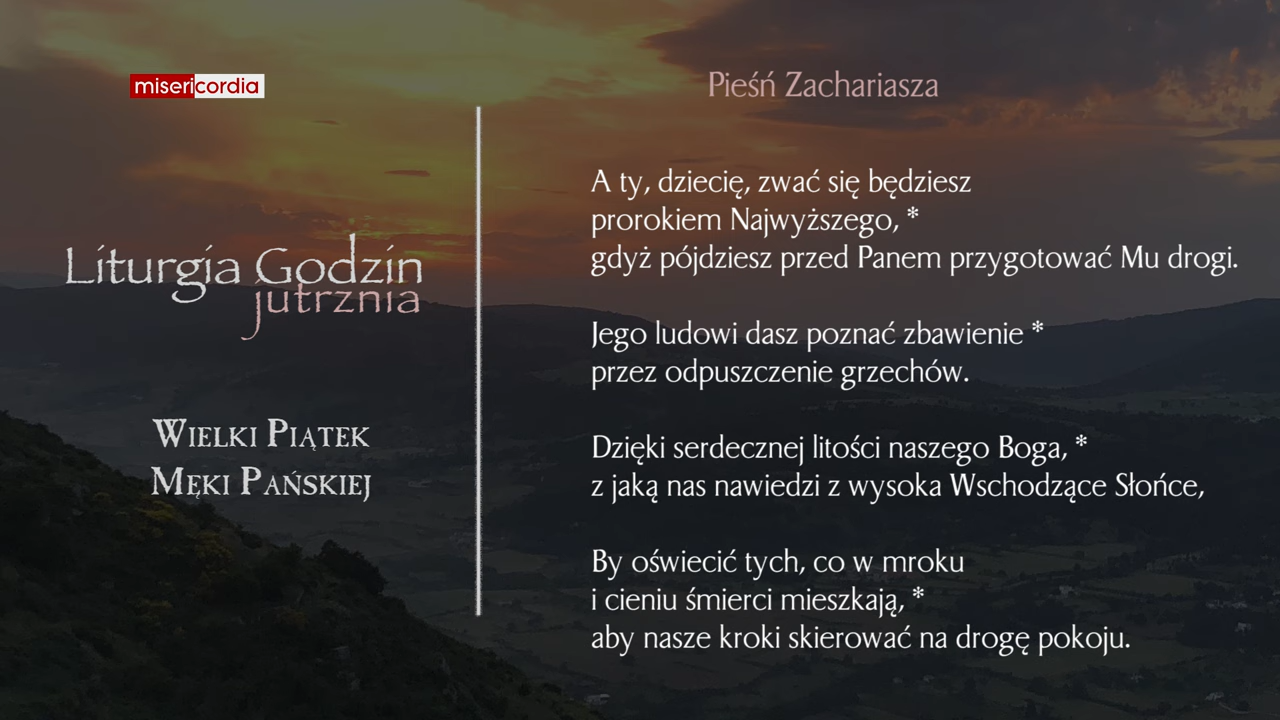 misericordia
Liturgia Godzin
jutrznia
Wielki Piątek
Męki Pańskiej
Pieśń Zachariasza
A ty, dziecię, zwać się będziesz
prorokiem Najwyższego, *
gdyż pójdziesz przed Panem przygotować Mu drogi.
Jego ludowi dasz poznać zbawienie *
przez odpuszczenie grzechów.
Dzięki serdecznej litości naszego Boga, *
z jaką nas nawiedzi z wysoka Wschodzące Słońce,
By oświecić tych, co w mroku
i cieniu śmierci mieszkają, *
aby nasze kroki skierować na drogę pokoju.